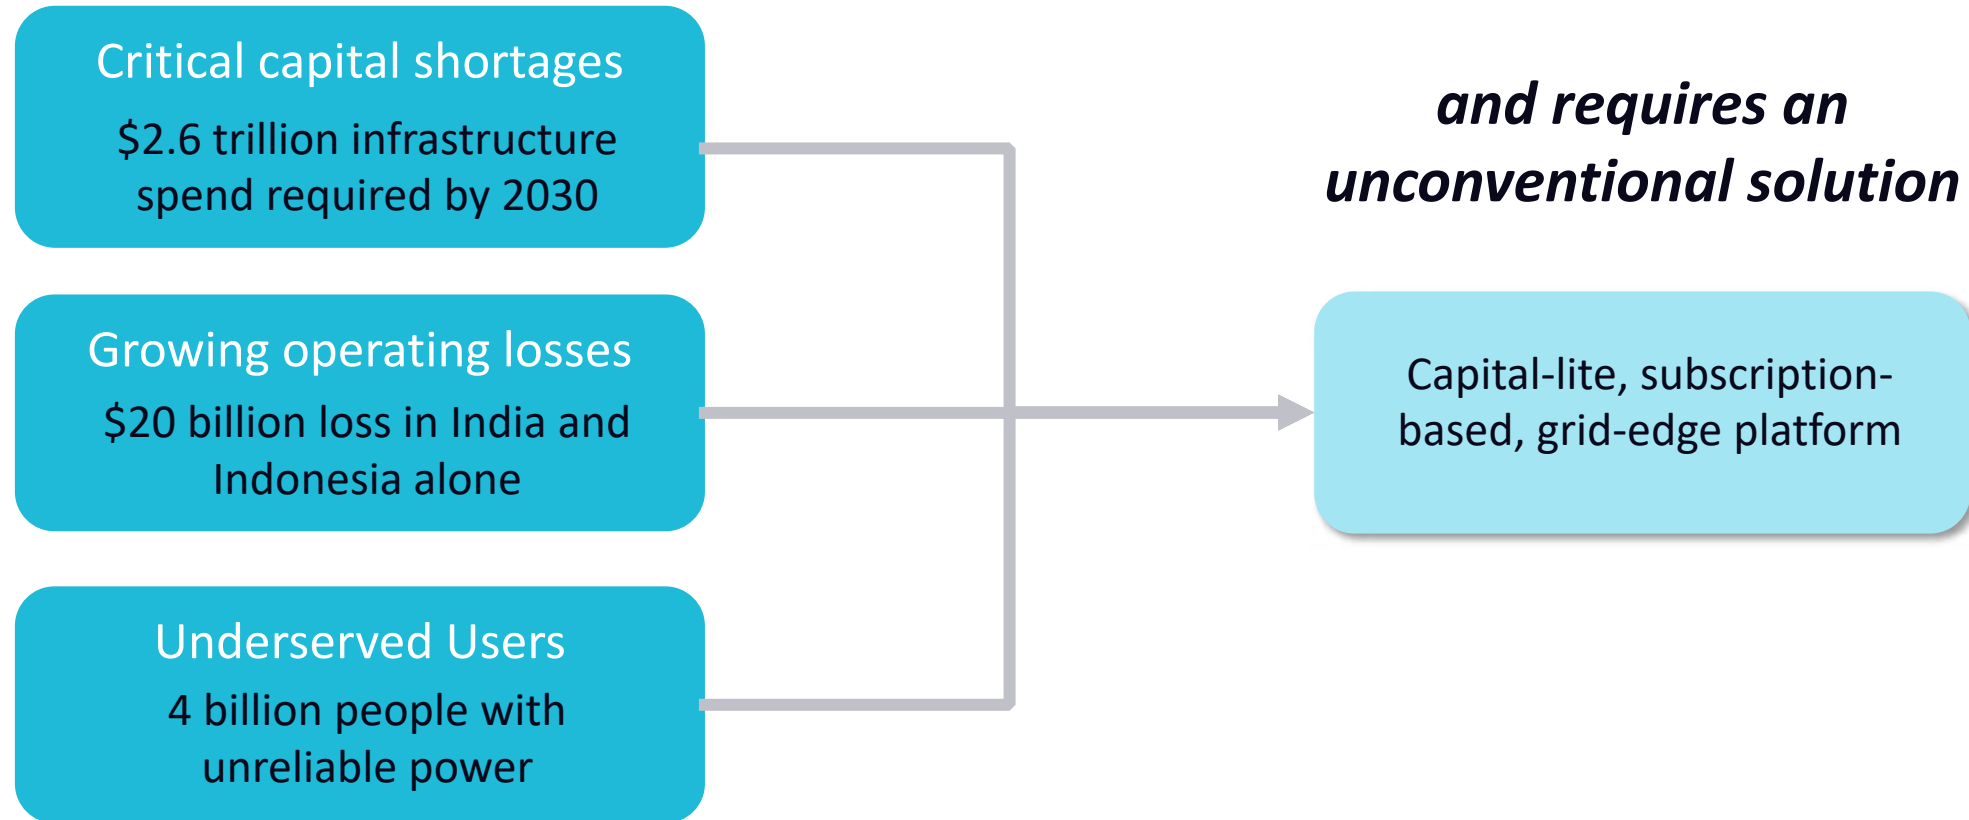 Critical capital shortages
$2.6 trillion infrastructure
spend required by 2030
Growing operating losses
$20 billion loss in India and
Indonesia alone
Underserved Users
4 billion people with
unreliable power
and requires an
unconventional solution
Capital-lite, subscription-
based, grid-edge platform